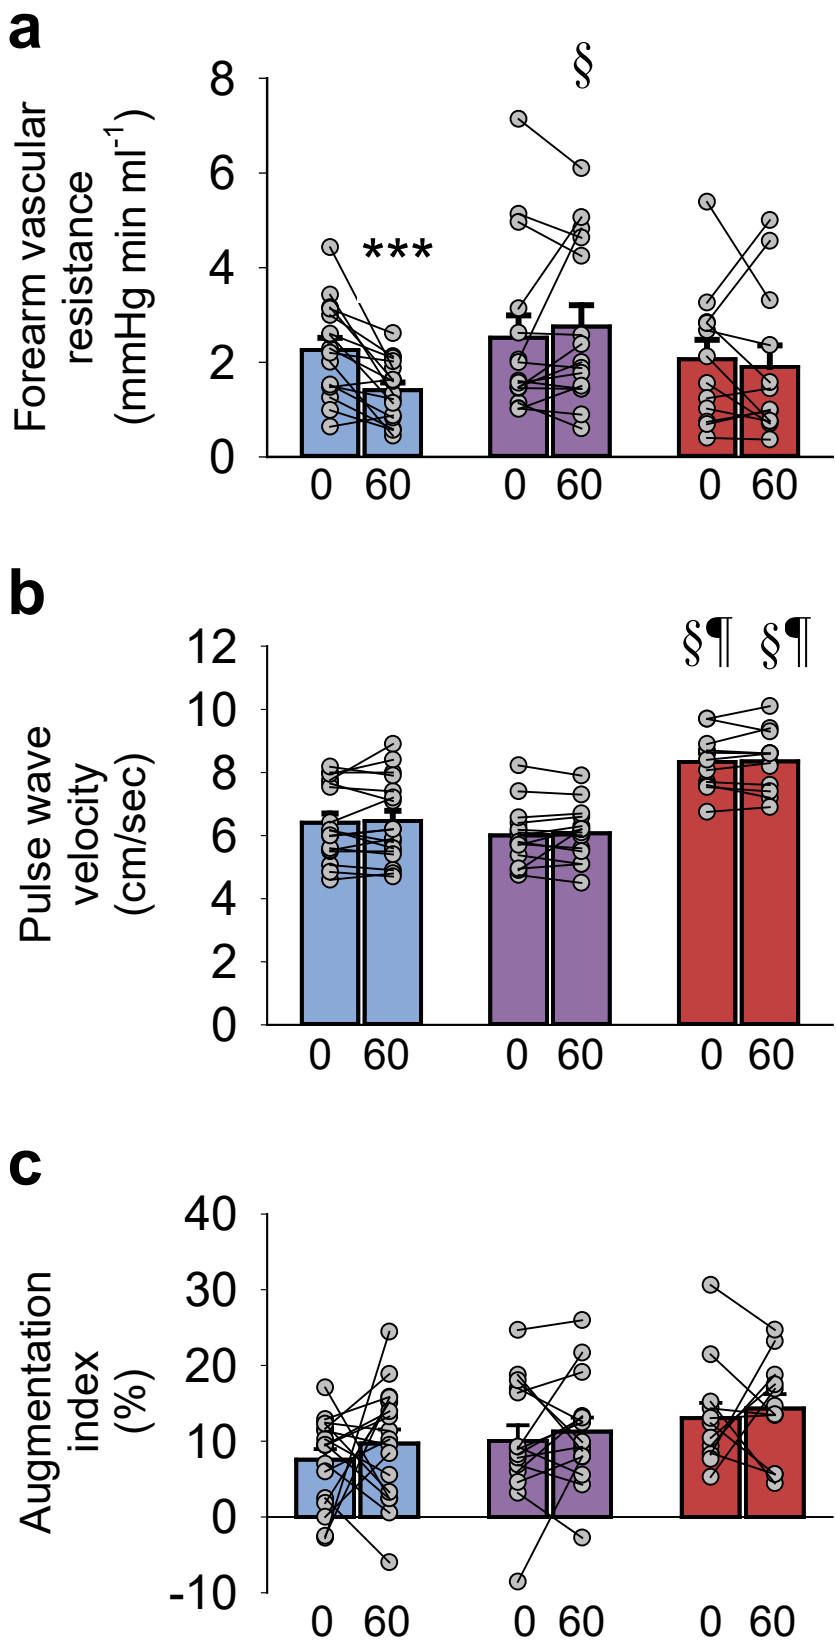 a
Forearm vascular
resistance
(mmHg min ml⁻¹)
8
6
4
2
0
***
§
0 60 0 60 0 60
b
Pulse wave
velocity
(cm/sec)
12
10
8
6
4
2
0
§¶ §¶
0 60 0 60 0 60
c
Augmentation
index
(%)
40
30
20
10
0
-10
0 60 0 60 0 60